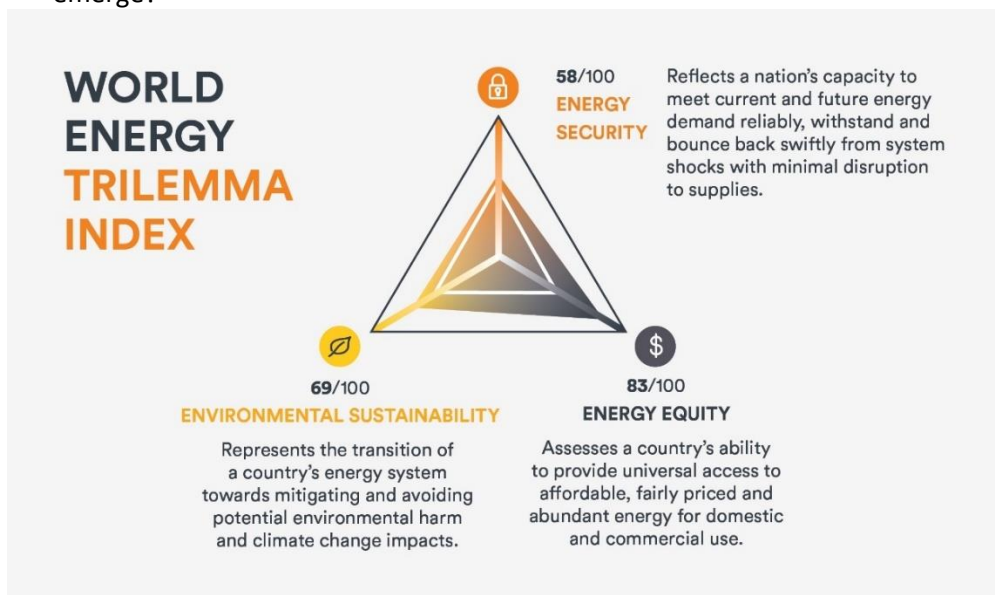 emerge?
WORLD
ENERGY
TRILEMMA
INDEX
58/100
ENERGY
SECURITY
Reflects a nation’s capacity to
meet current and future energy
demand reliably, withstand and
bounce back swiftly from system
shocks with minimal disruption
to supplies.
69/100
ENVIRONMENTAL SUSTAINABILITY
Represents the transition of
a country’s energy system
towards mitigating and avoiding
potential environmental harm
and climate change impacts.
$
83/100
ENERGY EQUITY
Assesses a country’s ability
to provide universal access to
affordable, fairly priced and
abundant energy for domestic
and commercial use.